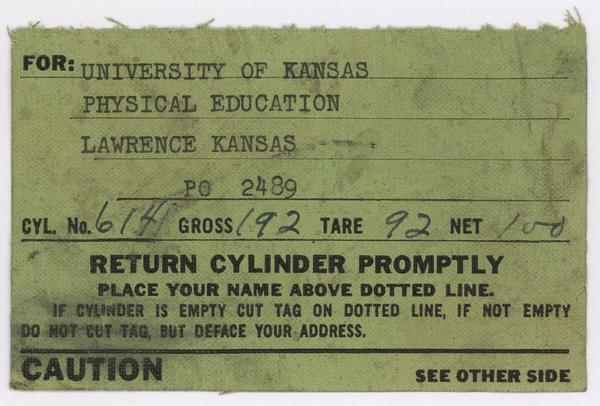 FOR: UNIVERSITY OF KANSAS
PHYSICAL EDUCATION
LAWRENCE KANSAS
PO 2489
CYL. No. 614 GROSS 192 TARE 92 NET 100
RETURN CYLINDER PROMPTLY
PLACE YOUR NAME ABOVE DOTTED LINE.
IF CYLINDER IS EMPTY CUT TAG ON DOTTED LINE, IF NOT EMPTY
DO NOT CUT TAG, BUT DEFACE YOUR ADDRESS.
CAUTION SEE OTHER SIDE